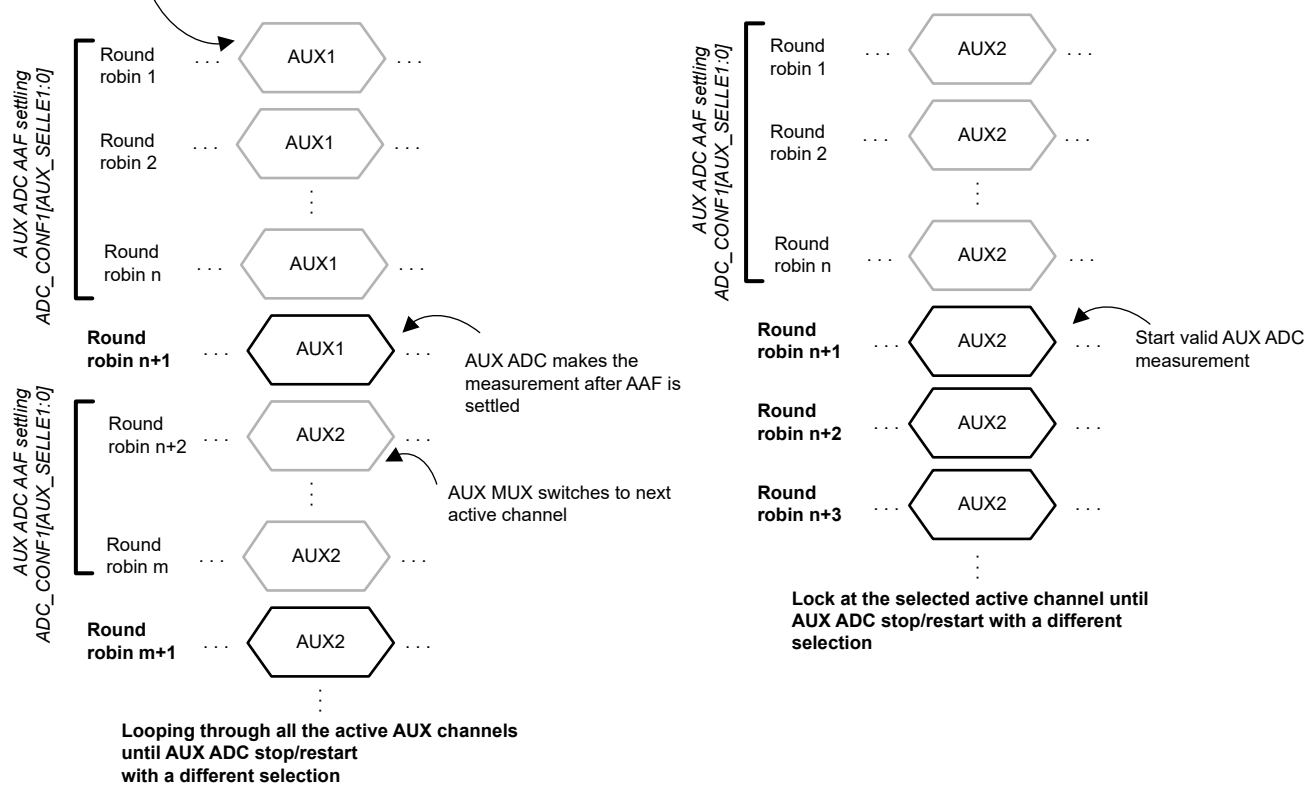 AUX ADC AAF settling
ADC_CONF1[AUX_SELLE1:0]
Round
robin 1
. . .
AUX1
. . .
Round
robin 2
. . .
AUX1
. . .
Round
robin n
. . .
AUX1
. . .
Round
robin n+1
. . .
AUX1
. . .
AUX ADC makes the
measurement after AAF is
settled
AUX ADC AAF settling
ADC_CONF1[AUX_SELLE1:0]
Round
robin n+2
. . .
AUX2
. . .
AUX MUX switches to next
active channel
Round
robin m
. . .
AUX2
. . .
Round
robin m+1
. . .
AUX2
. . .
Looping through all the active AUX channels
until AUX ADC stop/restart
with a different selection
AUX ADC AAF settling
ADC_CONF1[AUX_SELLE1:0]
Round
robin 1
. . .
AUX2
. . .
Round
robin 2
. . .
AUX2
. . .
Round
robin n
. . .
AUX2
. . .
Round
robin n+1
. . .
AUX2
. . .
Start valid AUX ADC
measurement
Round
robin n+2
. . .
AUX2
. . .
Round
robin n+3
. . .
AUX2
. . .
Lock at the selected active channel until
AUX ADC stop/restart with a different
selection